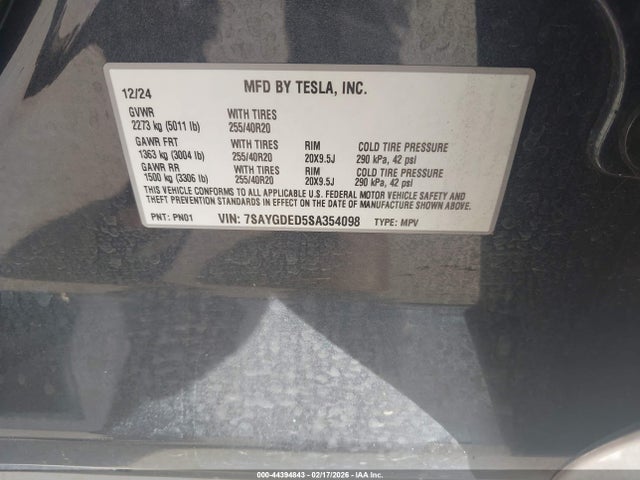 12/24 MFD BY TESLA, INC.
GVWR WITH TIRES
2273 kg (5011 lb) 255/40R20
GAWR FRT WITH TIRES RIM COLD TIRE PRESSURE
1363 kg (3004 lb) 255/40R20 20X9.5J 290 kPa, 42 psi
GAWR RR WITH TIRES RIM COLD TIRE PRESSURE
1500 kg (3306 lb) 255/40R20 20X9.5J 290 kPa, 42 psi
THIS VEHICLE CONFORMS TO ALL APPLICABLE U.S. FEDERAL MOTOR VEHICLE SAFETY AND
THEFT PREVENTION STANDARDS IN EFFECT ON THE DATE OF MANUFACTURE SHOWN ABOVE.
PNT: PN01 VIN: 7SAYGDED5SA354098 TYPE: MPV
000-44394843 - 02/17/2026 - IAA Inc.